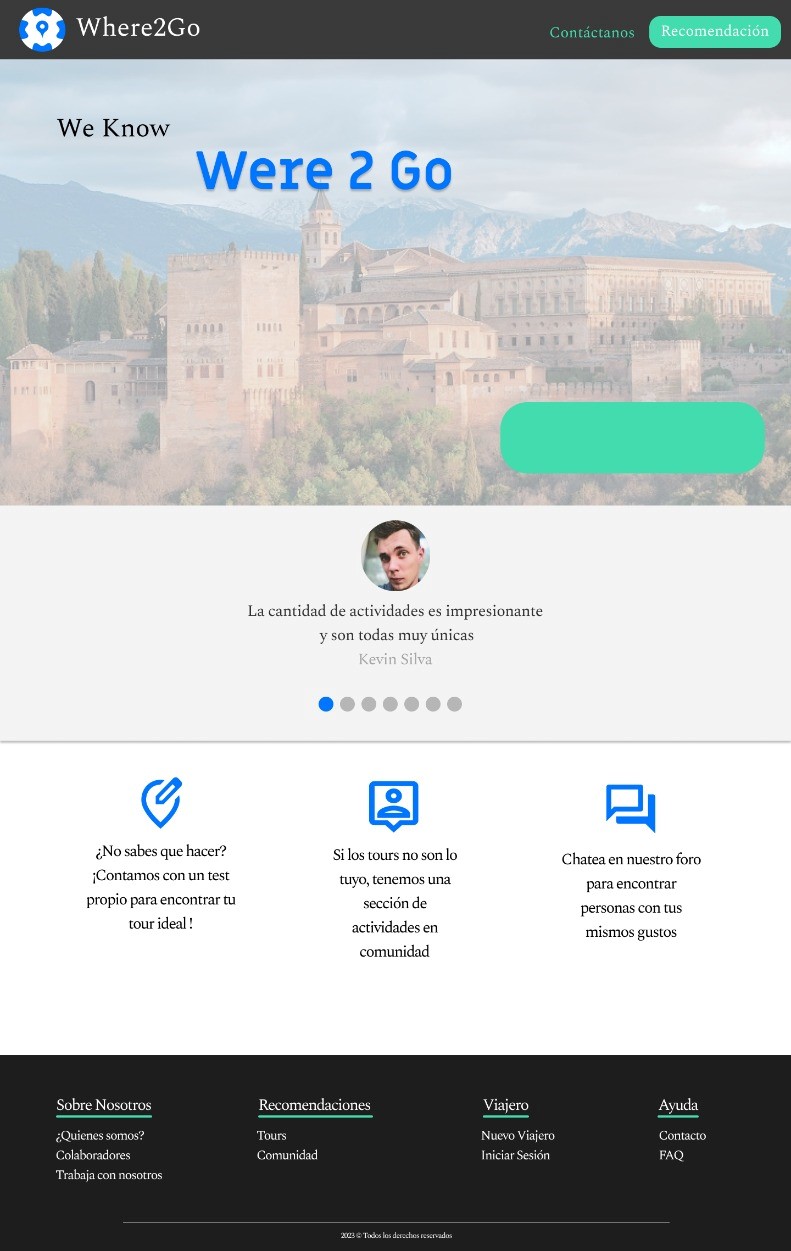 Where2Go
Contáctanos
Recomendación
We Know
Were 2 Go
La cantidad de actividades es impresionante
y son todas muy únicas
Kevin Silva
¿No sabes que hacer?
¡Contamos con un test
propio para encontrar tu
tour ideal !
Si los tours no son lo
tuyo, tenemos una
sección de
actividades en
comunidad
Chatea en nuestro foro
para encontrar
personas con tus
mismos gustos
Sobre Nosotros
¿Quienes somos?
Colaboradores
Trabaja con nosotros
Recomendaciones
Tours
Comunidad
Viajero
Nuevo Viajero
Iniciar Sesión
Ayuda
Contacto
FAQ
2023 © Todos los derechos reservados